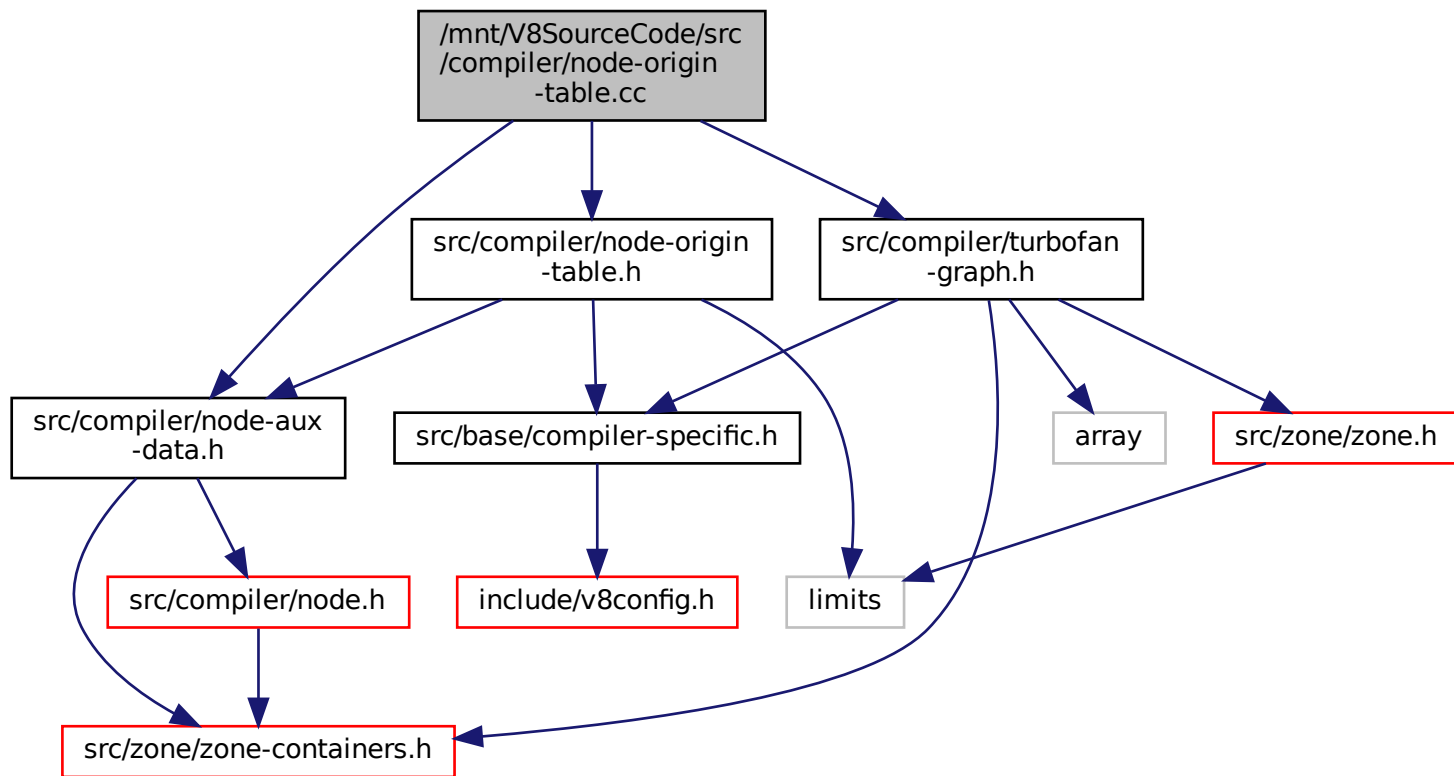 /mnt/V8SourceCode/src
/compiler/node-origin
-table.cc
src/compiler/node-origin
-table.h
src/compiler/turbofan
-graph.h
src/compiler/node-aux
-data.h
src/base/compiler-specific.h
array
src/zone/zone.h
src/compiler/node.h
include/v8config.h
limits
src/zone/zone-containers.h